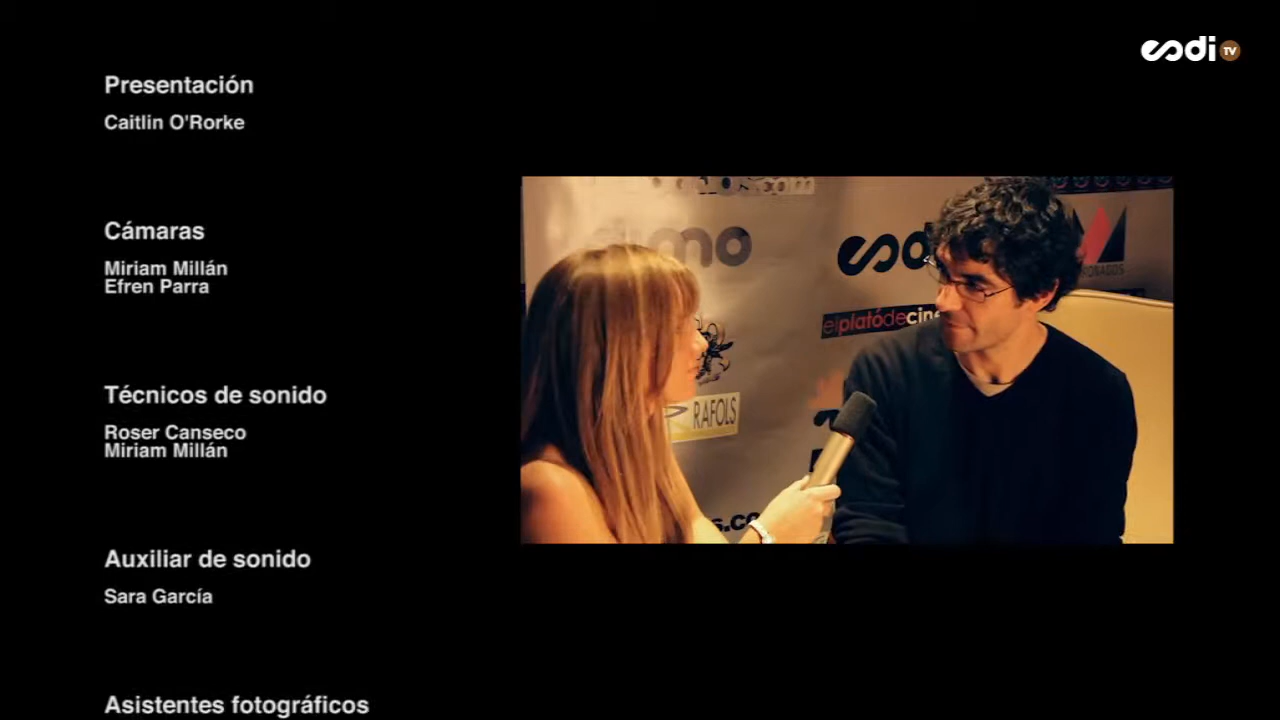 esdi TV
Presentación
Caitlin O'Rorke
Cámaras
Miriam Millán
Efren Parra
Técnicos de sonido
Roser Canseco
Miriam Millán
Auxiliar de sonido
Sara García
Asistentes fotográficos
esd
elplatódecine
RAFOLS